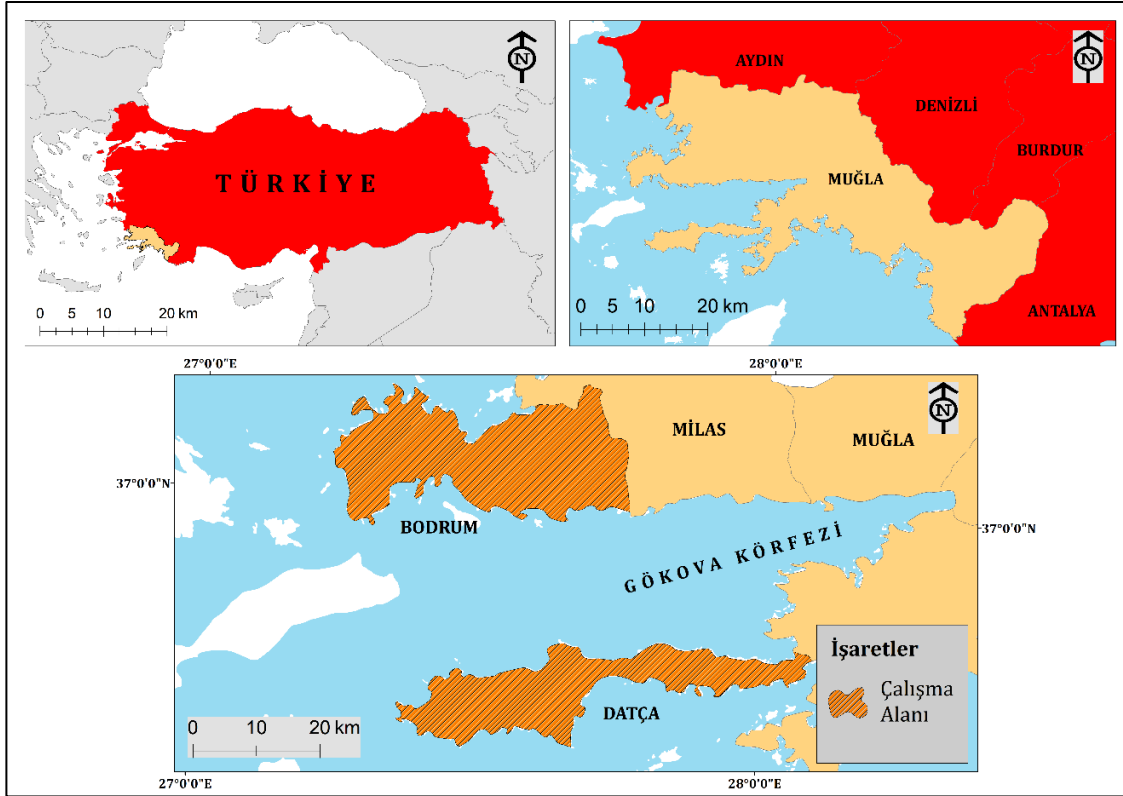 N
TÜRKİYE
0 5 10 20 km
N
AYDIN
DENİZLİ
BURDUR
MUĞLA
ANTALYA
0 5 10 20 km
27°0'0"E 28°0'0"E
N
MİLAS
MUĞLA
37°0'0"N
BODRUM
37°0'0"N
GÖKOVA KÖRFEZİ
İşaretler
Çalışma
Alanı
DATÇA
0 10 20 km
27°0'0"E 28°0'0"E